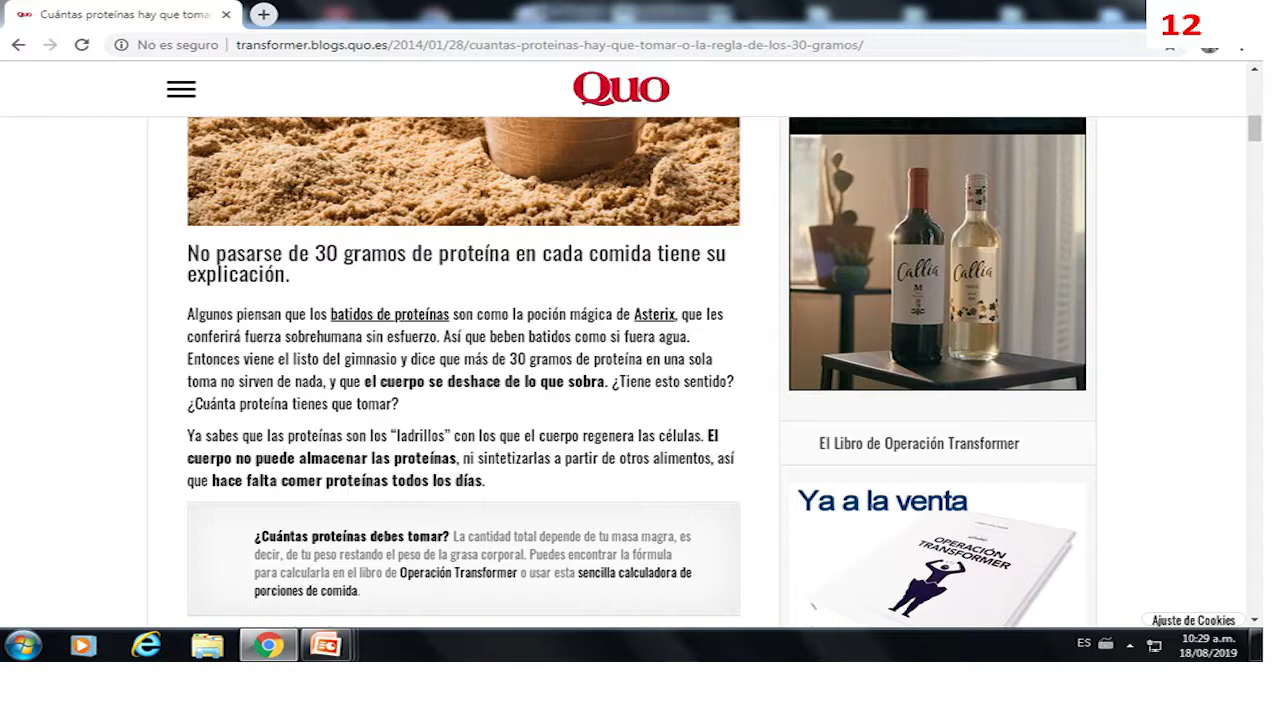 Cuántas proteínas hay que toma
12
No es seguro
transformer.blogs.quo.es/2014/01/28/cuantas-proteinas-hay-que-tomar-o-la-regla-de-los-30-gramos/
Quo
No pasarse de 30 gramos de proteína en cada comida tiene su
explicación.
Algunos piensan que los batidos de proteínas son como la poción mágica de Asterix, que les
conferirá fuerza sobrehumana sin esfuerzo. Así que beben batidos como si fuera agua.
Entonces viene el listo del gimnasio y dice que más de 30 gramos de proteína en una sola
toma no sirven de nada, y que el cuerpo se deshace de lo que sobra. ¿Tiene esto sentido?
¿Cuánta proteína tienes que tomar?
Ya sabes que las proteínas son los “ladrillos” con los que el cuerpo regenera las células. El
cuerpo no puede almacenar las proteínas, ni sintetizarlas a partir de otros alimentos, así
que hace falta comer proteínas todos los días.
¿Cuántas proteínas debes tomar? La cantidad total depende de tu masa magra, es
decir, de tu peso restando el peso de la grasa corporal. Puedes encontrar la fórmula
para calcularla en el libro de Operación Transformer o usar esta sencilla calculadora de
porciones de comida.
Callia
M
Callia
El Libro de Operación Transformer
Ya a la venta
OPERACIÓN
TRANSFORMER
Ajuste de Cookies
ES
10:29 a.m.
18/08/2019